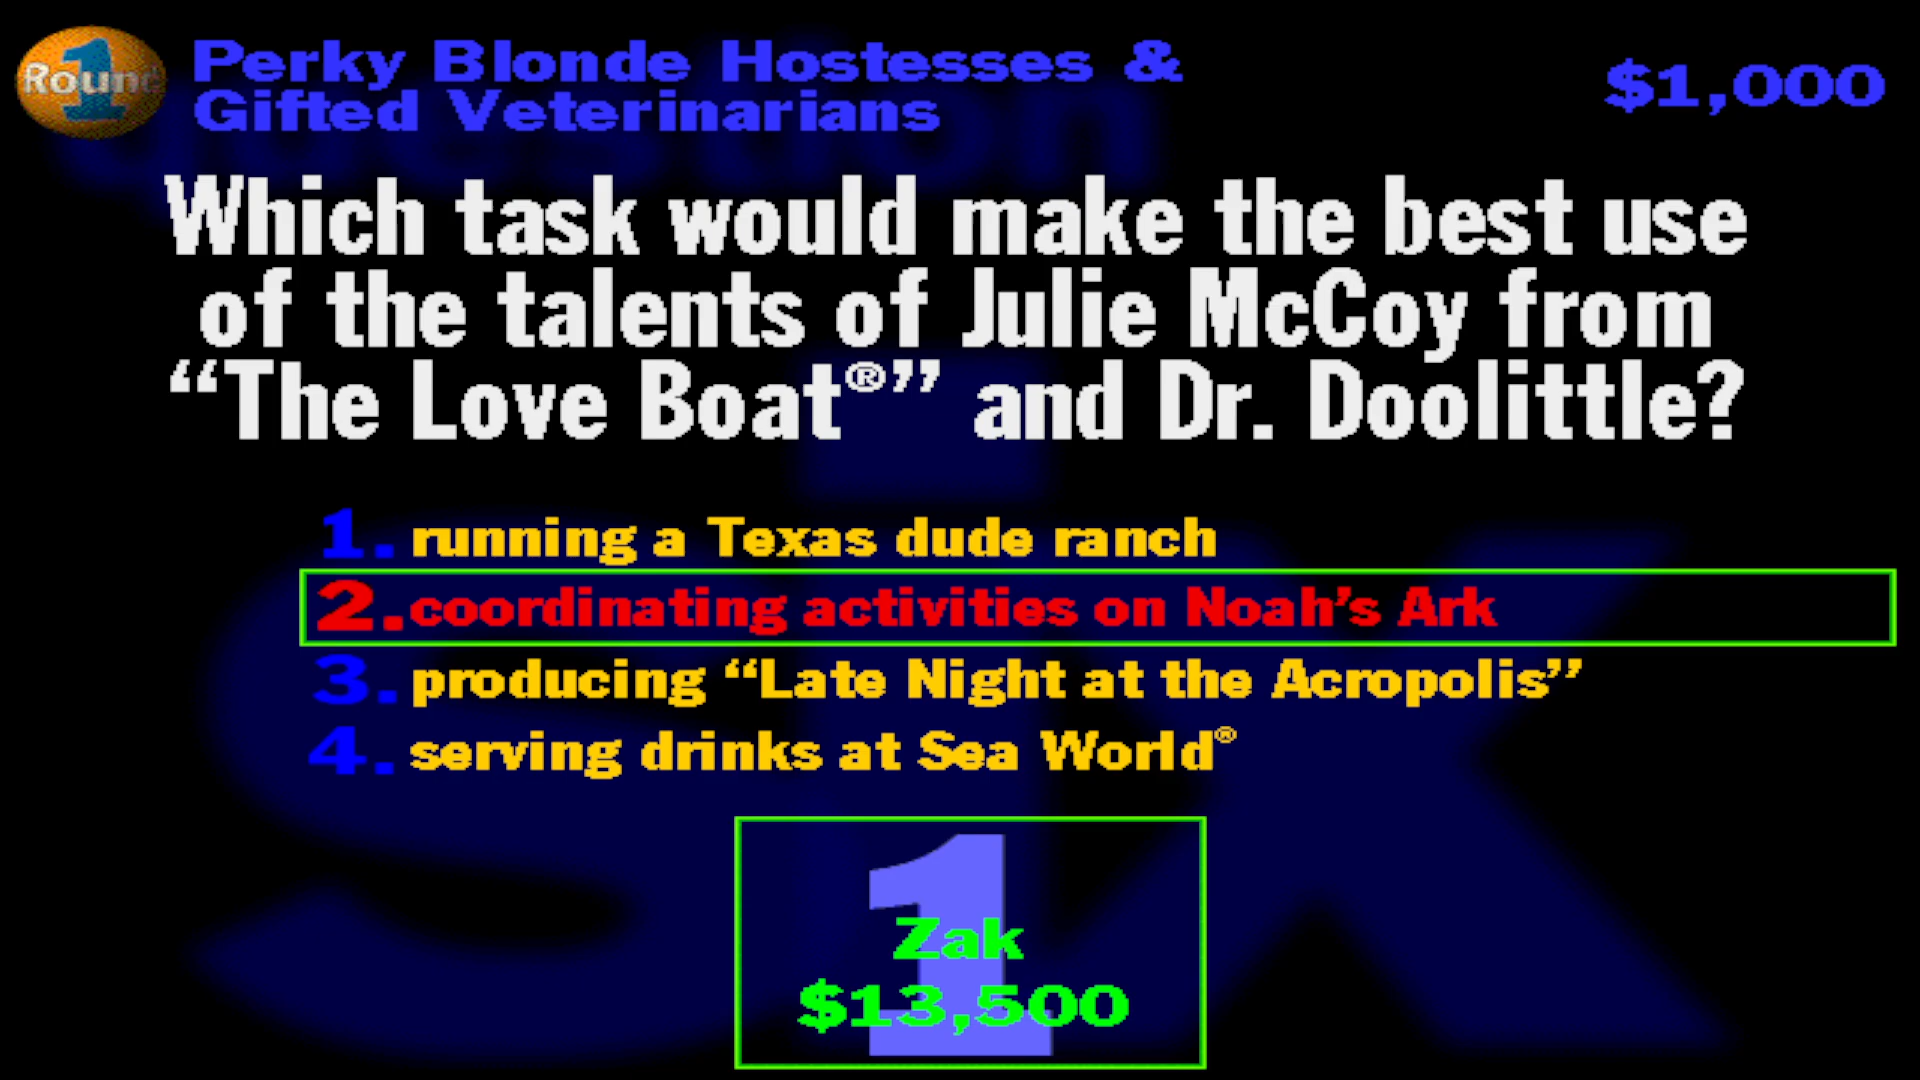 Round 1
Perky Blonde Hostesses &
Gifted Veterinarians
$1,000
Which task would make the best use
of the talents of Julie McCoy from
“The Love Boat®” and Dr. Doolittle?
1. running a Texas dude ranch
2. coordinating activities on Noah’s Ark
3. producing “Late Night at the Acropolis”
4. serving drinks at Sea World®
1
Zak
$13,500
question
six